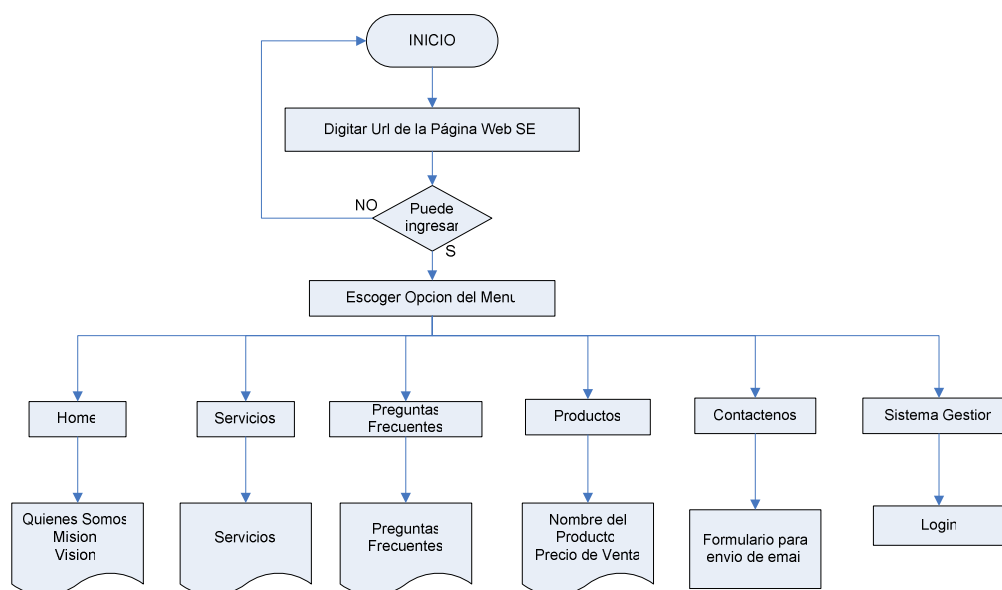 INICIO
Digitar Url de la Página Web SE
NO
Puede
ingresar
S
Escoger Opcion del Menu
Home
Servicios
Preguntas
Frecuentes
Productos
Contactenos
Sistema Gestior
Quienes Somos
Mision
Vision
Servicios
Preguntas
Frecuentes
Nombre del
Producto
Precio de Venta
Formulario para
envio de emai
Login